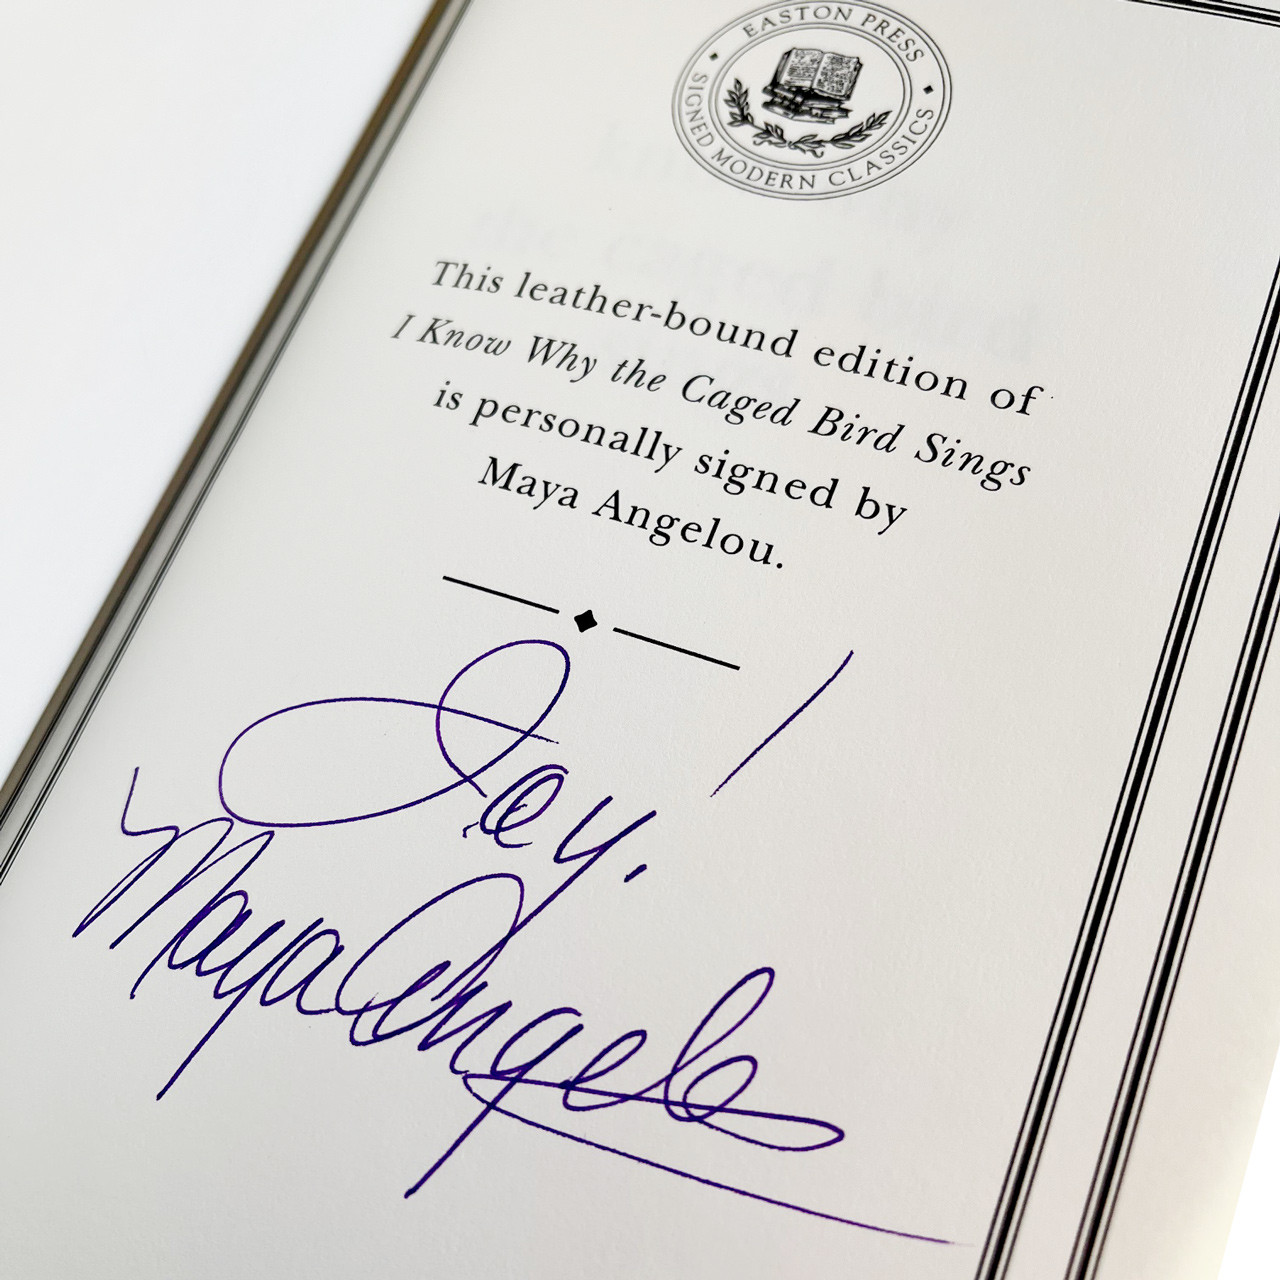 EASTON PRESS
SIGNED MODERN CLASSICS
This leather-bound edition of
I Know Why the Caged Bird Sings
is personally signed by
Maya Angelou.
Joy!
Maya Angelou